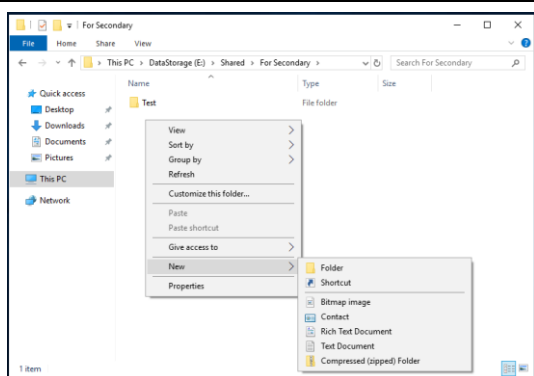 For Secondary
File Home Share View
This PC > DataStorage (E:) > Shared > For Secondary >
Search For Secondary
Name Type Size
Quick access
Desktop
Downloads
Documents
Pictures
This PC
Network
Test File folder
View
Sort by
Group by
Refresh
Customize this folder...
Paste
Paste shortcut
Give access to
New
Properties
Folder
Shortcut
Bitmap image
Contact
Rich Text Document
Text Document
Compressed (zipped) Folder
1 item